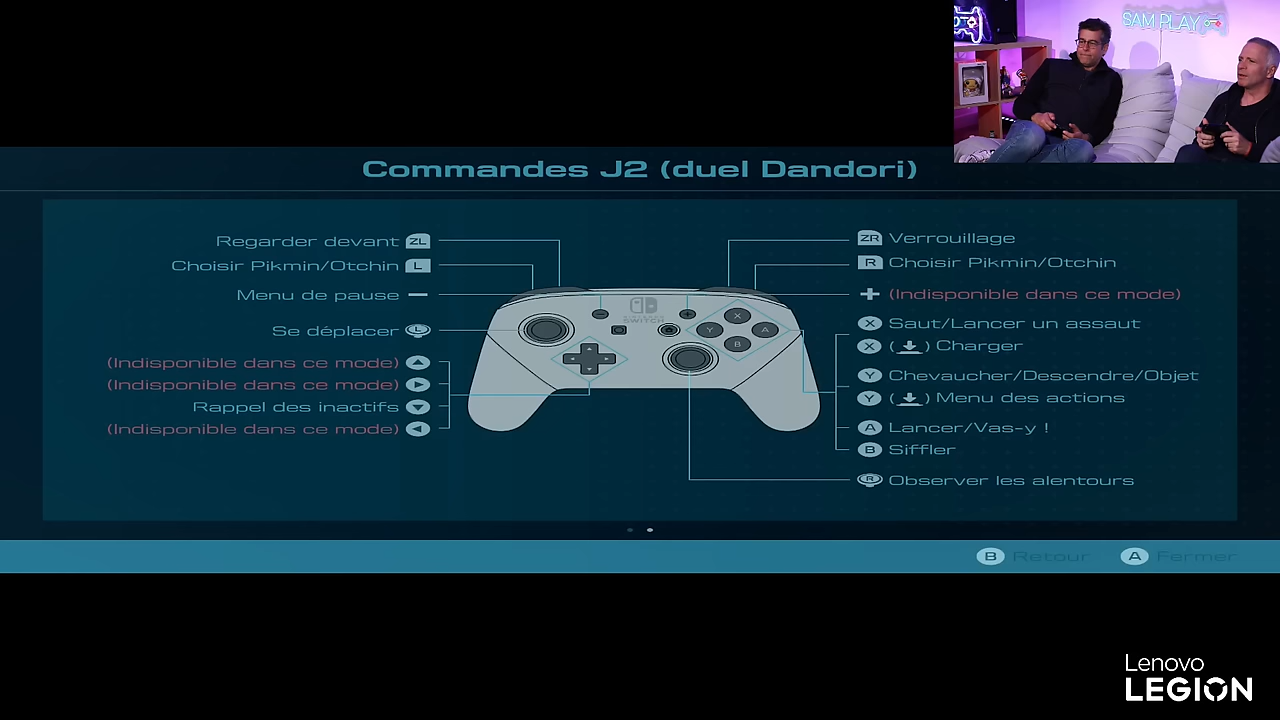 SAM PLAY
Commandes J2 (duel Dandori)
Regarder devant ZL
Choisir Pikmin/Otchin L
Menu de pause
Se déplacer L
(Indisponible dans ce mode)
(Indisponible dans ce mode)
Rappel des inactifs
(Indisponible dans ce mode)
SWITCH
X
Y A
B
ZR Verrouillage
R Choisir Pikmin/Otchin
(Indisponible dans ce mode)
X Saut/Lancer un assaut
X ( ) Charger
Y Chevaucher/Descendre/Objet
Y ( ) Menu des actions
A Lancer/Vas-y !
B Siffler
R Observer les alentours
B Retour A Fermer
Lenovo
LEGION